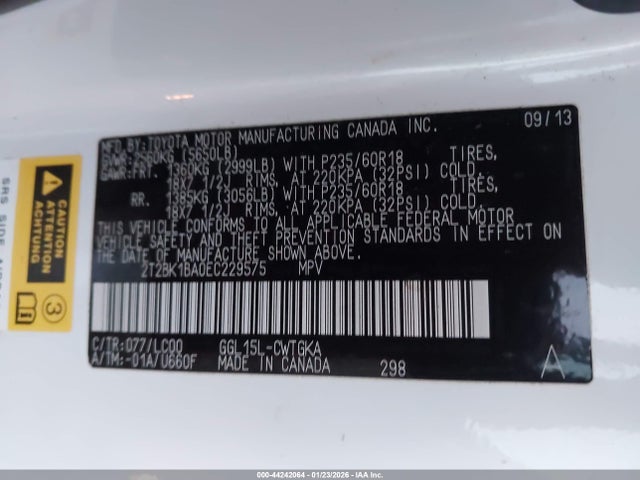 MFD.BY:TOYOTA MOTOR MANUFACTURING CANADA INC. 09/13
GVWR:2560KG (5650LB)
GAWR:FRT. 1360KG (2999LB) WITH P235/60R18 TIRES,
18X7 1/2J RIMS, AT 220KPA (32PSI) COLD.
RR. 1385KG (3056LB) WITH P235/60R18 TIRES,
18X7 1/2J RIMS, AT 220KPA (32PSI) COLD.
THIS VEHICLE CONFORMS TO ALL APPLICABLE FEDERAL MOTOR
VEHICLE SAFETY AND THEFT PREVENTION STANDARDS IN EFFECT ON
THE DATE OF MANUFACTURE SHOWN ABOVE.
2T2BK1BA0EC229575 MPV
C/TR:077/LC00 GGL15L-CWTGKA
A/TM:-01A/U660F MADE IN CANADA 298 A
CAUTION
ATTENTION
3
SRS SIDE
000-44242064 - 01/23/2026 - IAA Inc.